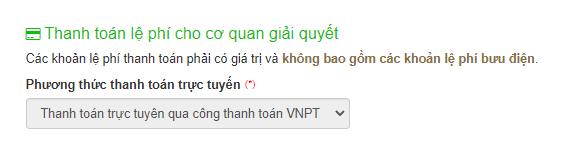 Thanh toán lệ phí cho cơ quan giải quyết
Các khoản lệ phí thanh toán phải có giá trị và không bao gồm các khoản lệ phí bưu điện.
Phương thức thanh toán trực tuyến (*)
Thanh toán trực tuyên qua công thanh toán VNPT